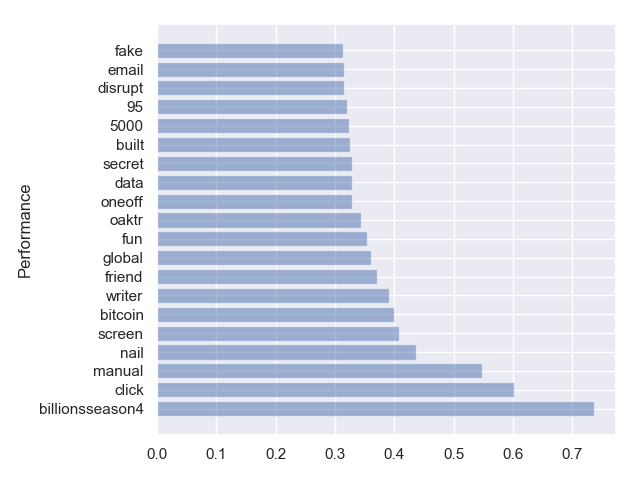 fake
email
disrupt
95
5000
built
secret
data
oneoff
oaktr
fun
global
friend
writer
bitcoin
screen
nail
manual
click
billionsseason4
Performance
0.0 0.1 0.2 0.3 0.4 0.5 0.6 0.7